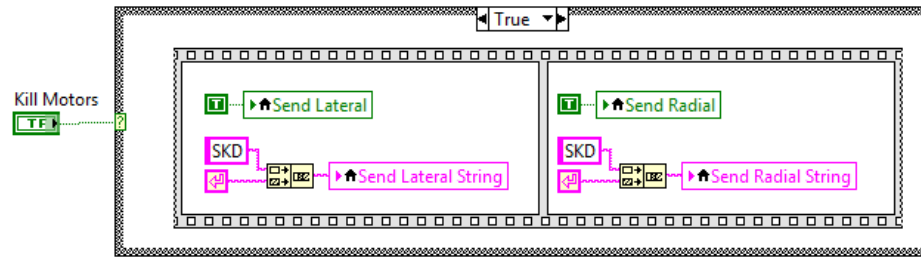 True
Kill Motors
TF
?
T
Send Lateral
SKD
Send Lateral String
T
Send Radial
SKD
Send Radial String